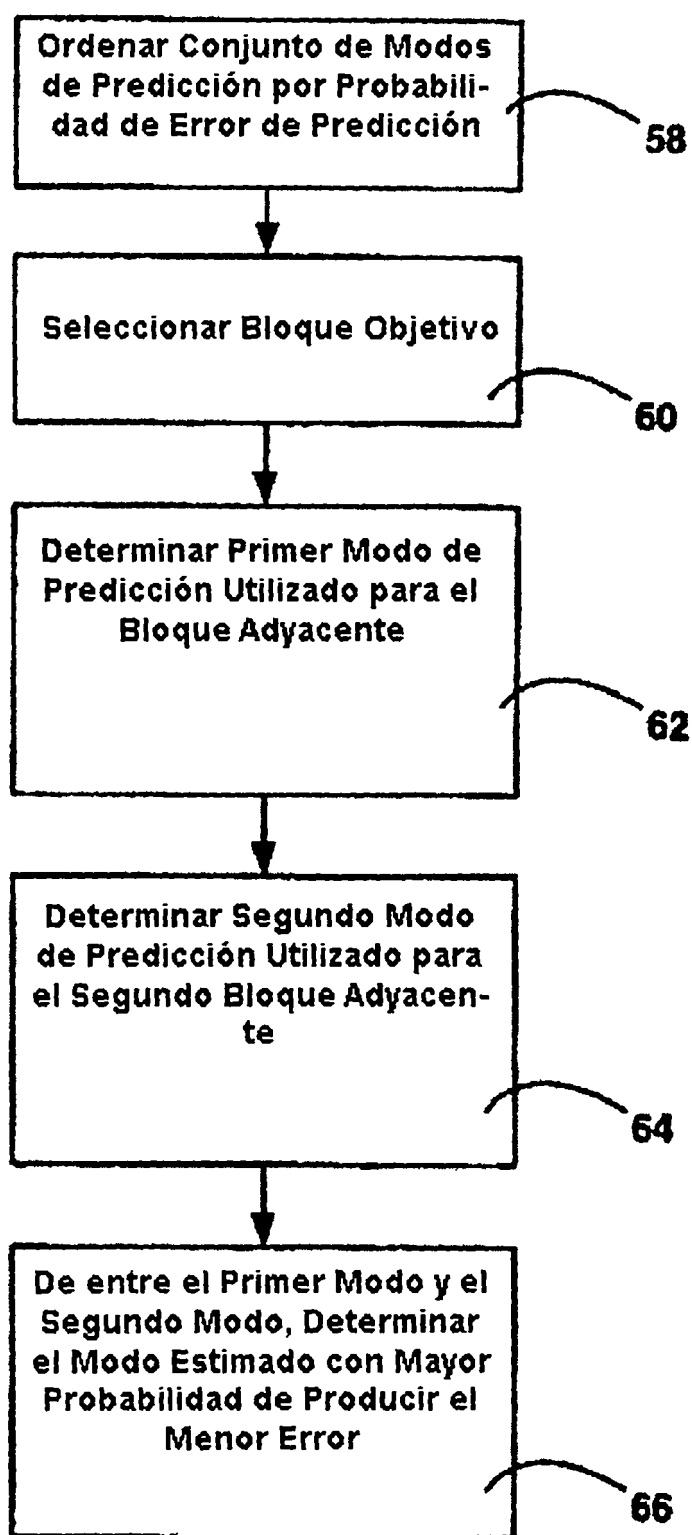 Ordenar Conjunto de Modos
de Predicción por Probabili-
dad de Error de Predicción
58
Seleccionar Bloque Objetivo
60
Determinar Primer Modo de
Predicción Utilizado para el
Bloque Adyacente
62
Determinar Segundo Modo
de Predicción Utilizado para
el Segundo Bloque Adyacen-
te
64
De entre el Primer Modo y el
Segundo Modo, Determinar
el Modo Estimado con Mayor
Probabilidad de Producir el
Menor Error
66